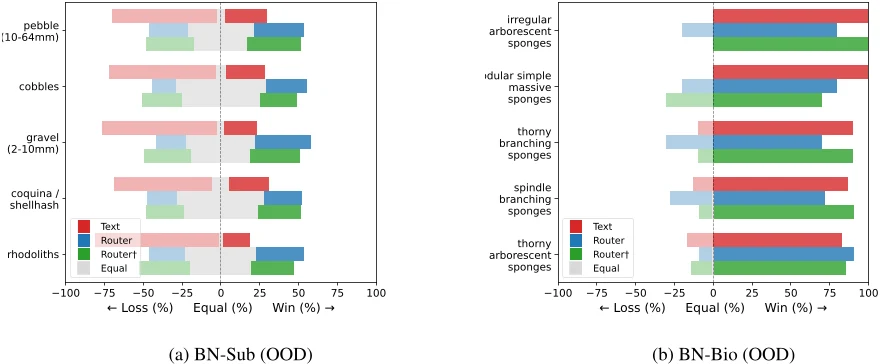 pebble
(10-64mm)
cobbles
gravel
(2-10mm)
coquina /
shellhash
rhodoliths
Text
Router
Router†
Equal
−100 −75 −50 −25 0 25 50 75 100
← Loss (%) Equal (%) Win (%) →
(a) BN-Sub (OOD)
irregular
arborescent
sponges
dular simple
massive
sponges
thorny
branching
sponges
spindle
branching
sponges
thorny
arborescent
sponges
Text
Router
Router†
Equal
−100 −75 −50 −25 0 25 50 75 100
← Loss (%) Equal (%) Win (%) →
(b) BN-Bio (OOD)